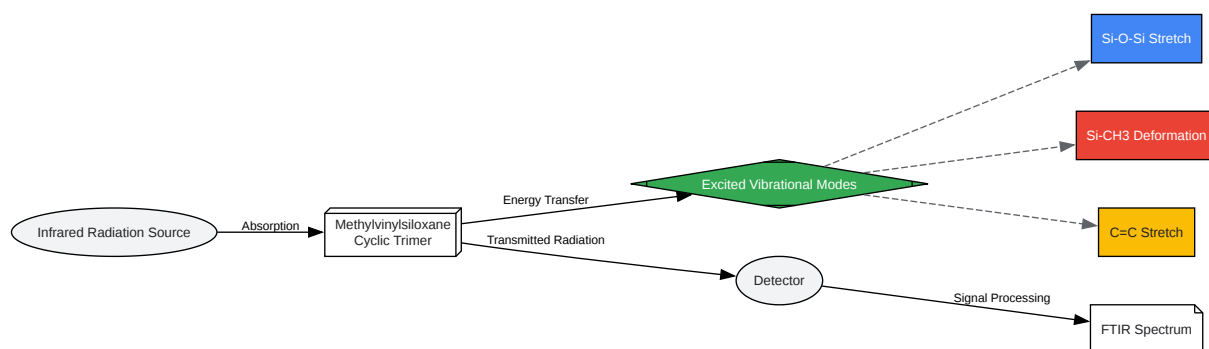 Infrared Radiation Source
Absorption
Methylvinylsiloxane
Cyclic Trimer
Energy Transfer
Transmitted Radiation
Excited Vibrational Modes
Detector
Signal Processing
Si-O-Si Stretch
Si-CH3 Deformation
C=C Stretch
FTIR Spectrum